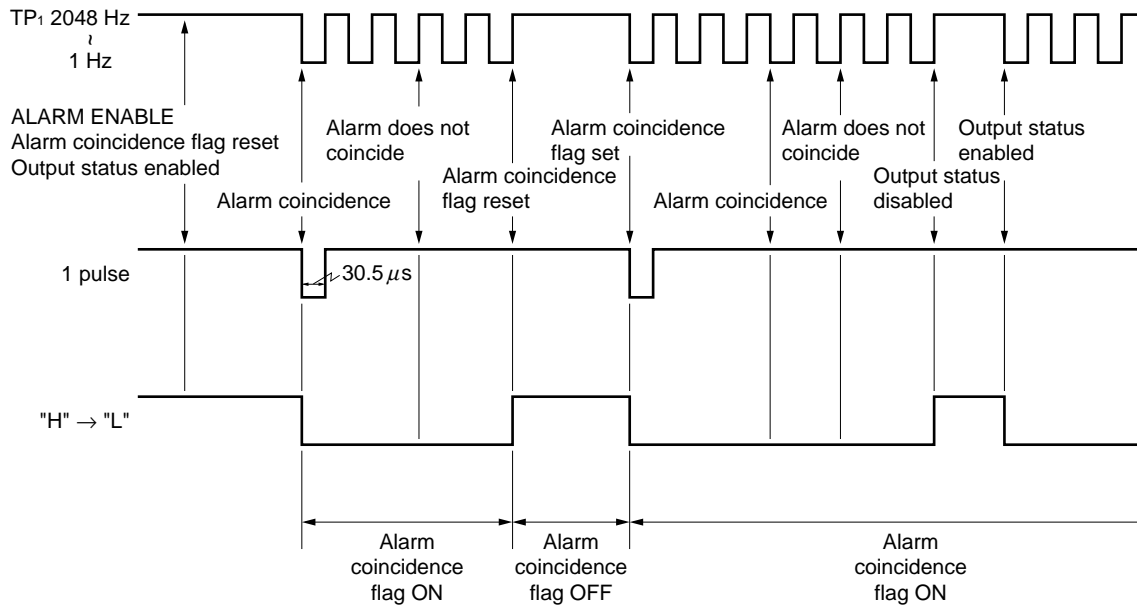 TP₁ 2048 Hz
~
1 Hz
ALARM ENABLE
Alarm coincidence flag reset
Output status enabled
Alarm coincidence
Alarm does not
coincide
Alarm coincidence
flag reset
Alarm coincidence
flag set
Alarm coincidence
Alarm does not
coincide
Output status
disabled
Output status
enabled
1 pulse
30.5 μs
"H" → "L"
Alarm
coincidence
flag ON
Alarm
coincidence
flag OFF
Alarm
coincidence
flag ON